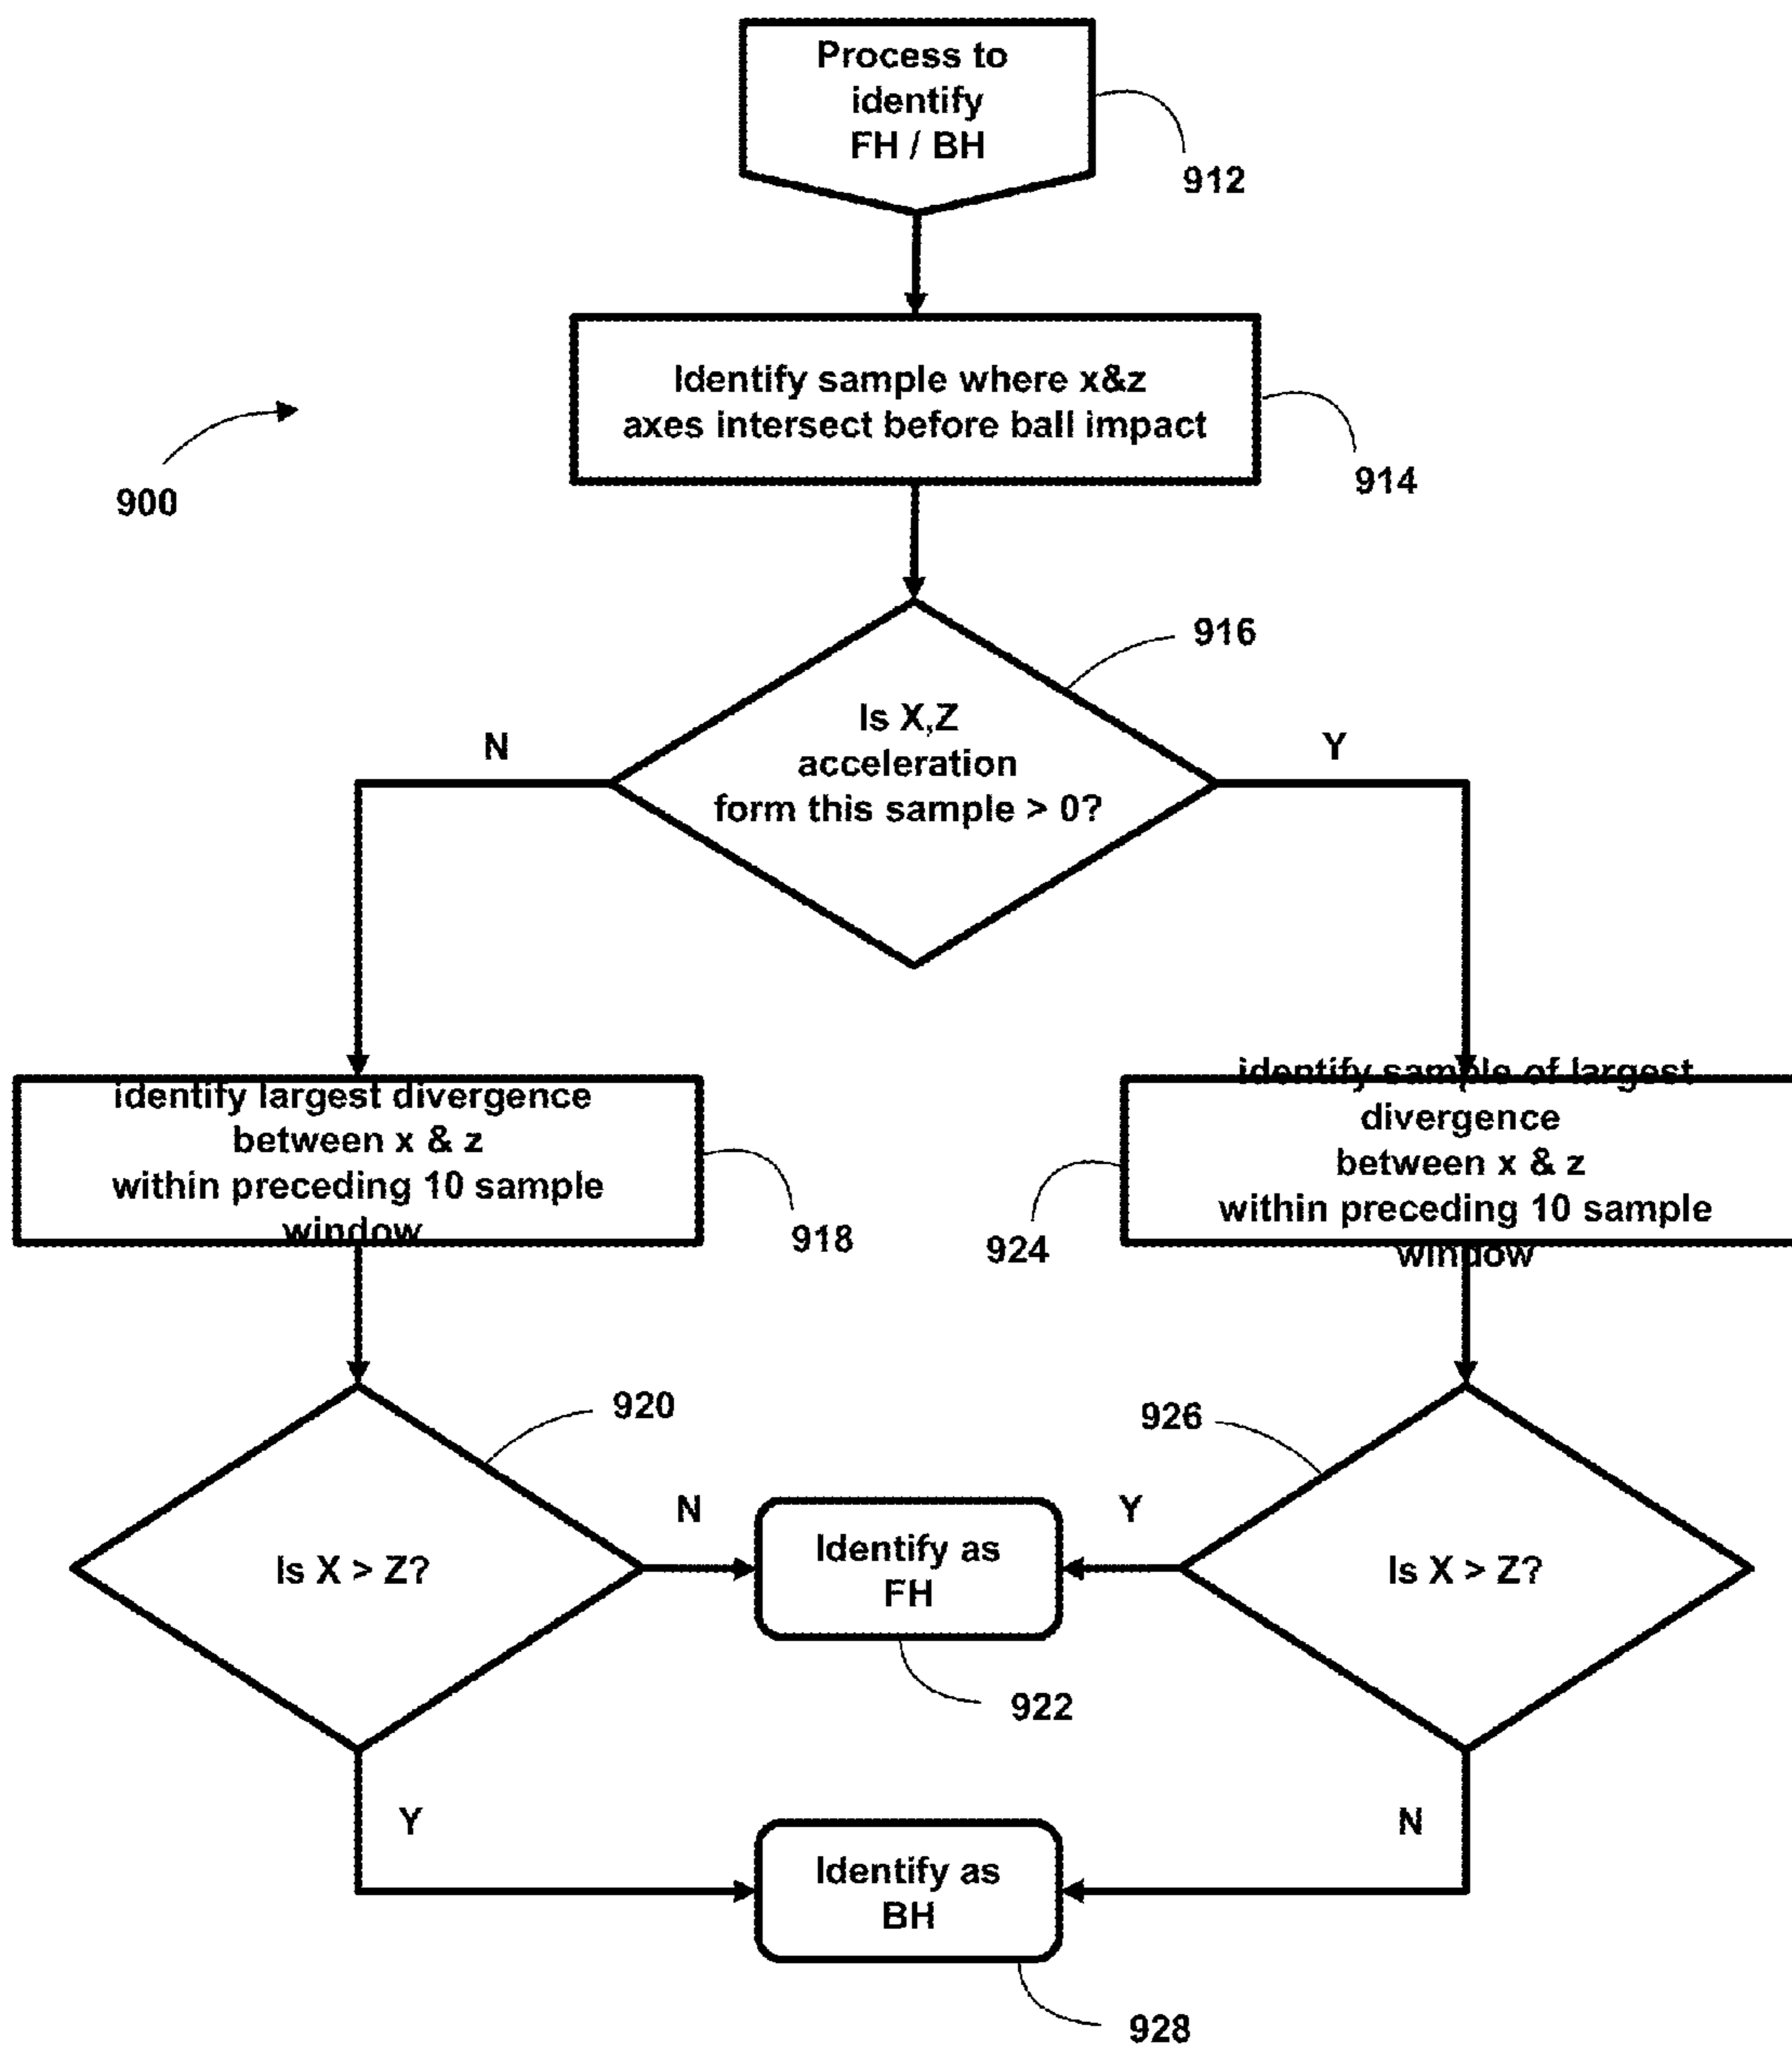 Process to
identify
FH / BH
912
Identify sample where x&z
axes intersect before ball impact
914
900
916
Is X,Z
acceleration
form this sample > 0?
N
Y
identify largest divergence
between x & z
within preceding 10 sample
window
918
identify sample of largest
divergence
between x & z
within preceding 10 sample
window
924
920
926
Is X > Z?
N
Identify as
FH
Y
Is X > Z?
922
Y
N
Identify as
BH
928